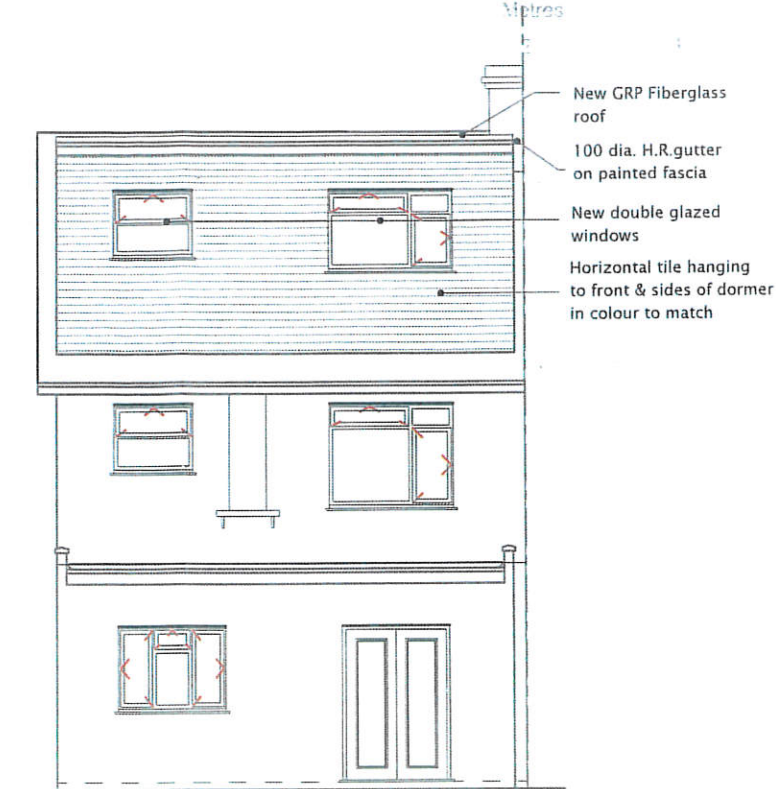 Metres
New GRP Fiberglass
roof
100 dia. H.R.gutter
on painted fascia
New double glazed
windows
Horizontal tile hanging
to front & sides of dormer
in colour to match